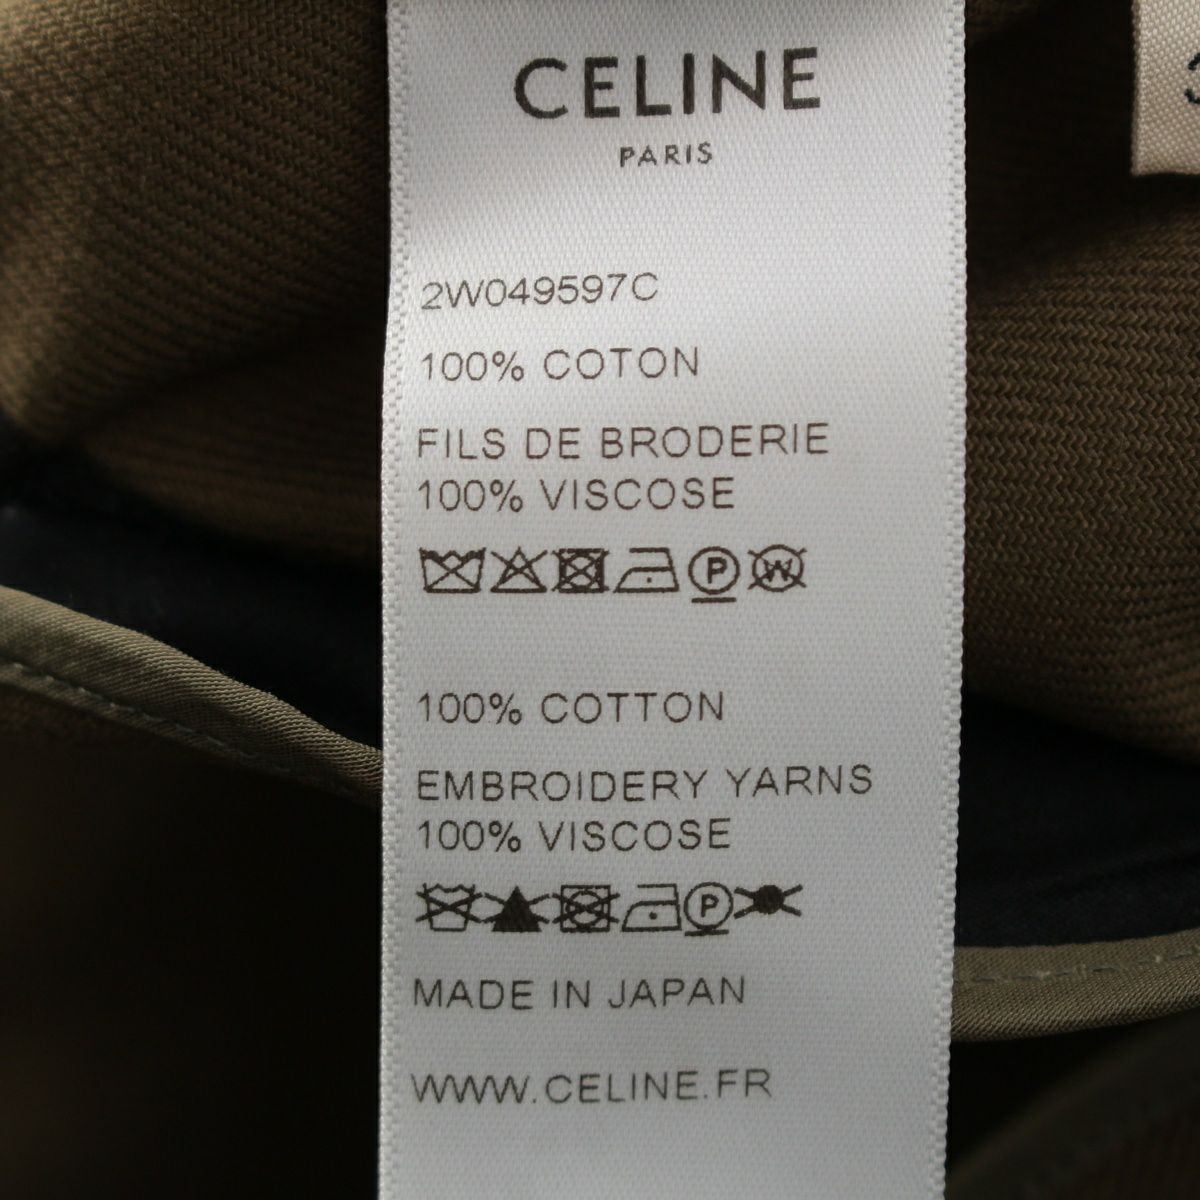 CELINE
PARIS
2W049597C
100% COTON
FILS DE BRODERIE
100% VISCOSE
P W
100% COTTON
EMBROIDERY YARNS
100% VISCOSE
P
MADE IN JAPAN
WWW.CELINE.FR